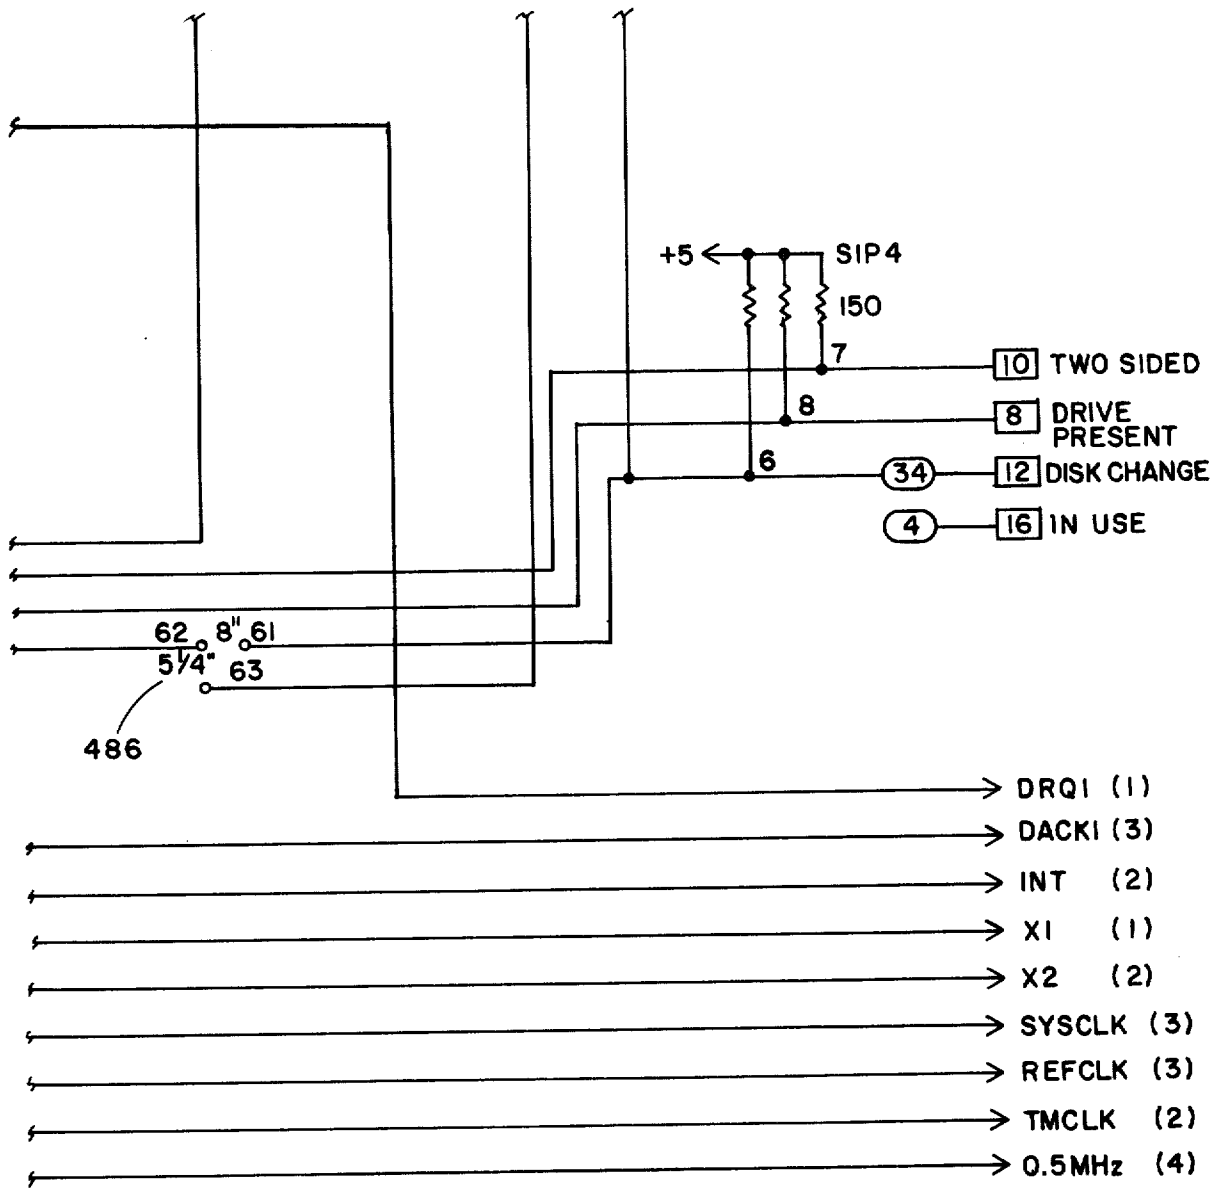 +5 SIP4
150
7
10 TWO SIDED
8
8 DRIVE
PRESENT
6
34 12 DISK CHANGE
4 16 IN USE
62 8" 61
5 1/4" 63
486
DRQ1 (1)
DACK1 (3)
INT (2)
X1 (1)
X2 (2)
SYSCLK (3)
REFCLK (3)
TMCLK (2)
0.5MHz (4)